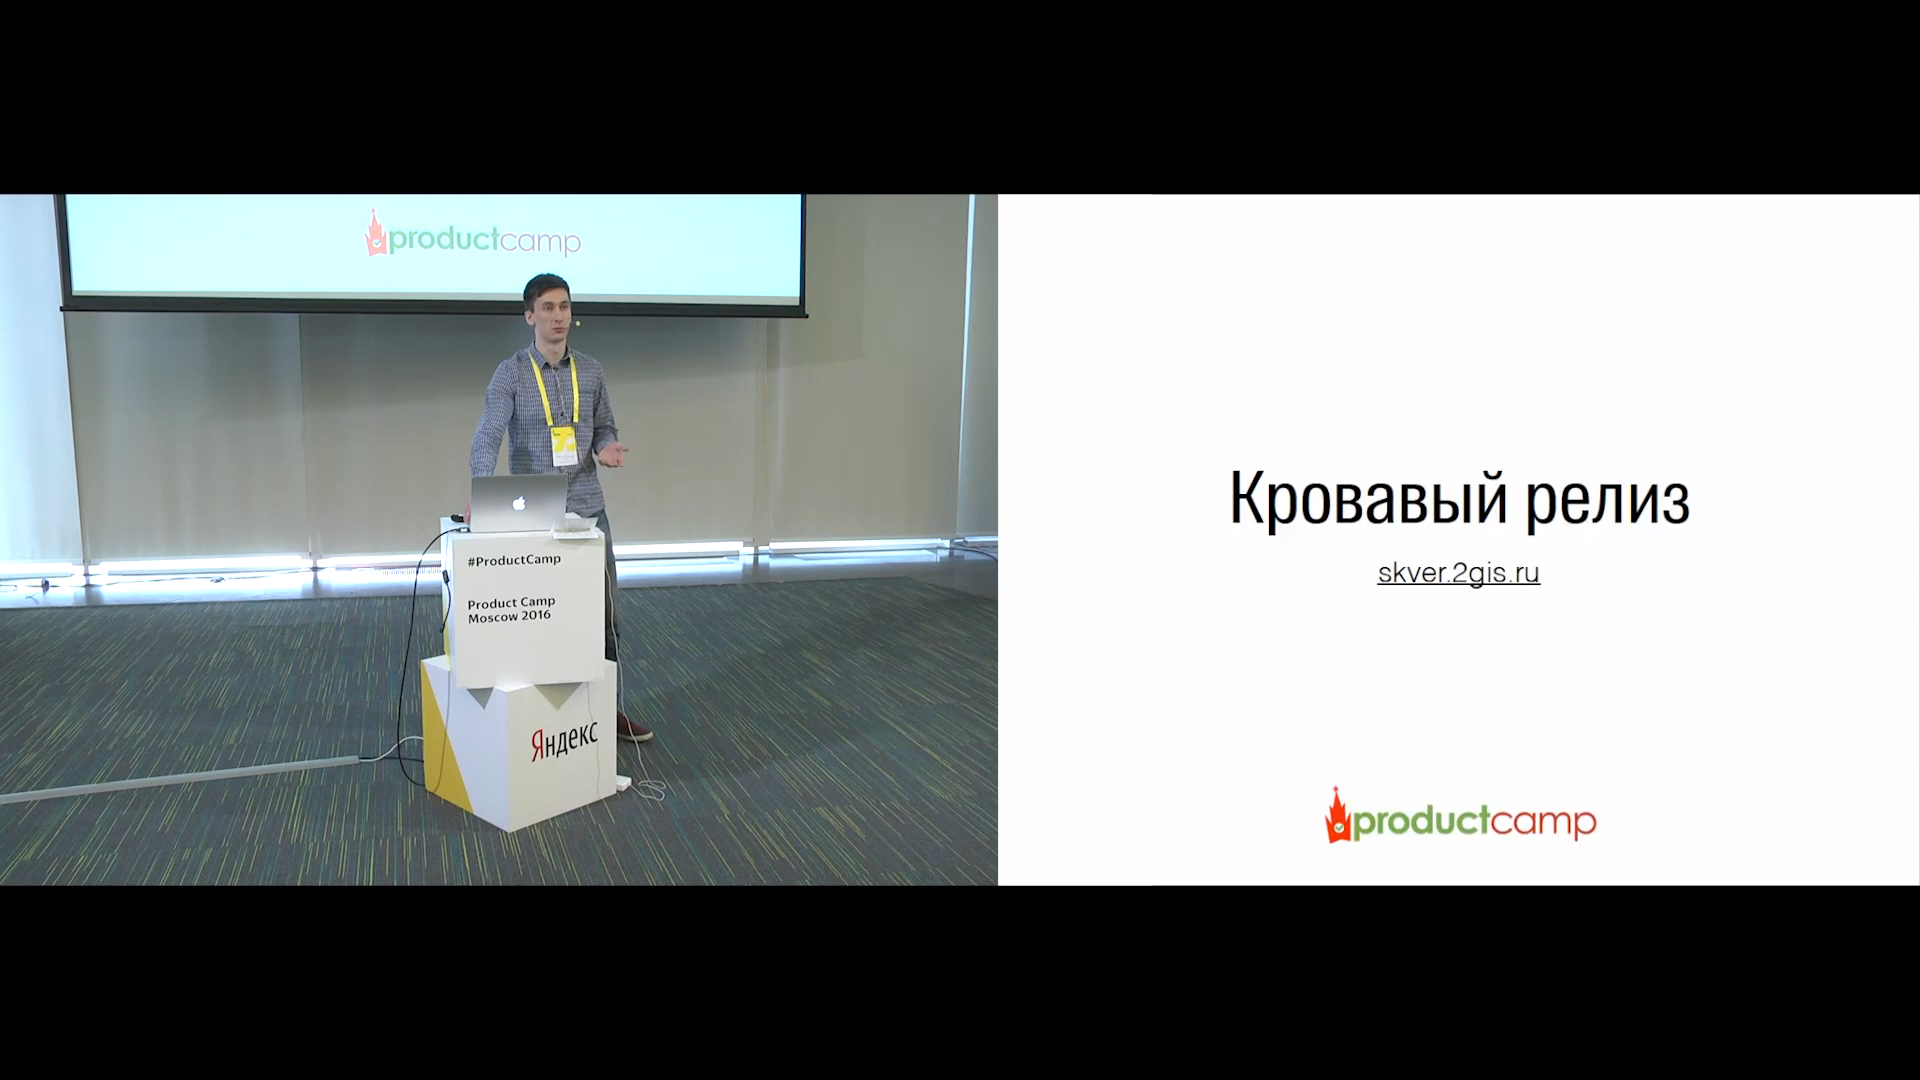 productcamp
#ProductCamp
Product Camp
Moscow 2016
Яндекс
Кровавый релиз
skver.2gis.ru
productcamp